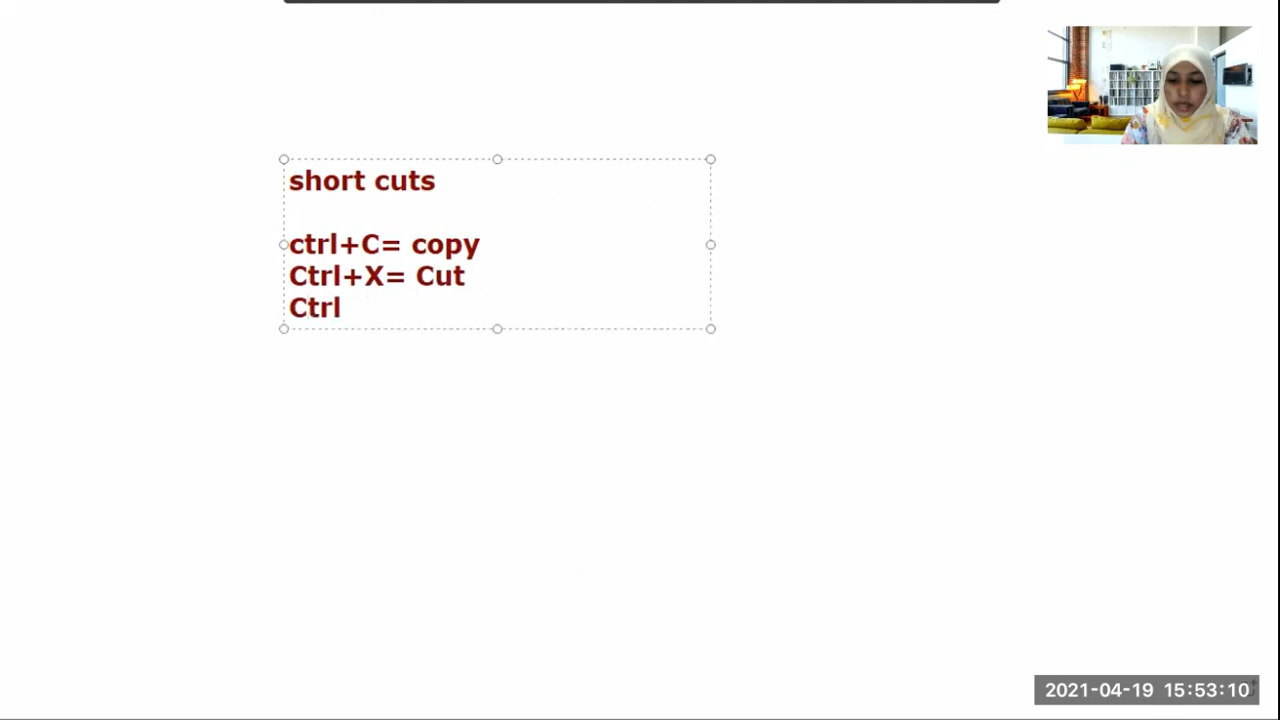 short cuts
ctrl+C= copy
Ctrl+X= Cut
Ctrl
2021-04-19 15:53:10